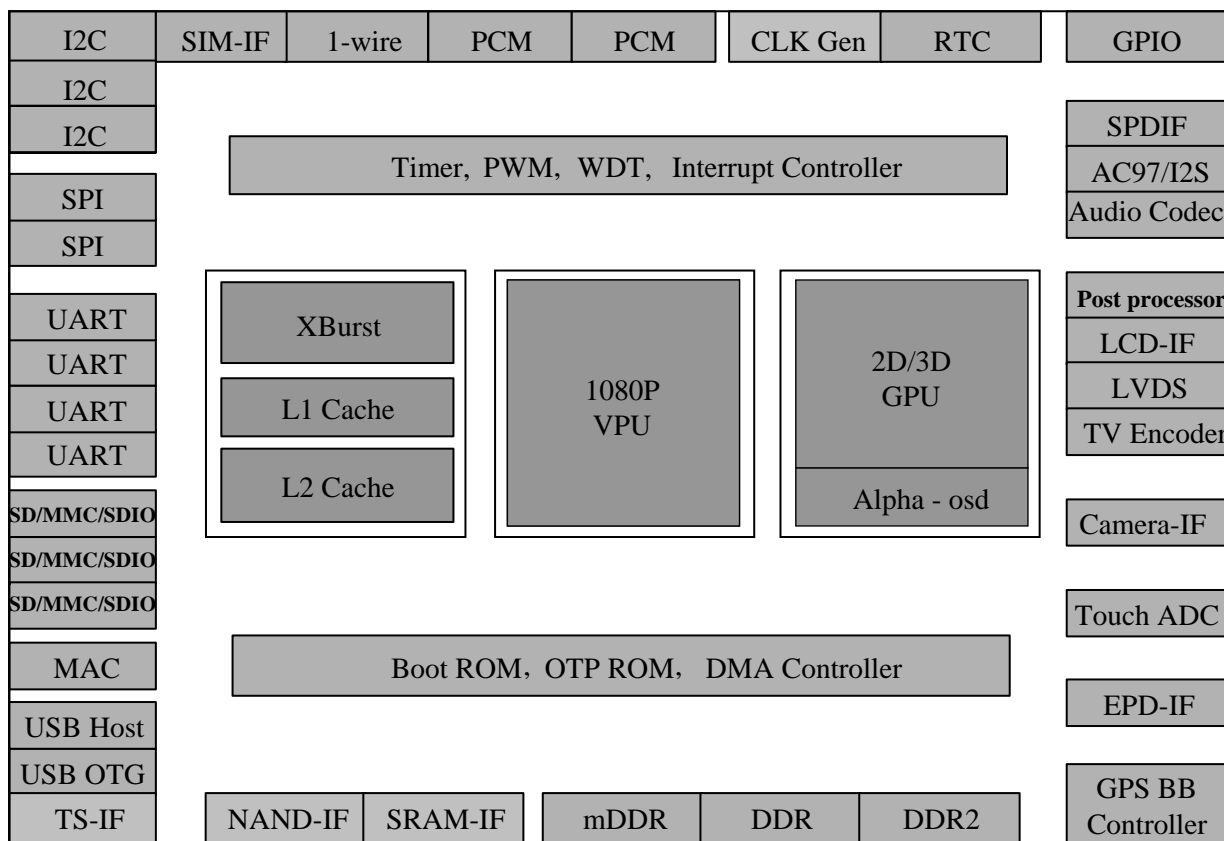 I2C
SIM-IF
1-wire
PCM
PCM
CLK Gen
RTC
GPIO
I2C
I2C
SPI
SPI
UART
UART
UART
UART
SD/MMC/SDIO
SD/MMC/SDIO
SD/MMC/SDIO
MAC
USB Host
USB OTG
TS-IF
Timer, PWM, WDT, Interrupt Controller
XBurst
L1 Cache
L2 Cache
1080P
VPU
2D/3D
GPU
Alpha - osd
Boot ROM, OTP ROM, DMA Controller
NAND-IF
SRAM-IF
mDDR
DDR
DDR2
SPDIF
AC97/I2S
Audio Codec
Post processor
LCD-IF
LVDS
TV Encoder
Camera-IF
Touch ADC
EPD-IF
GPS BB
Controller